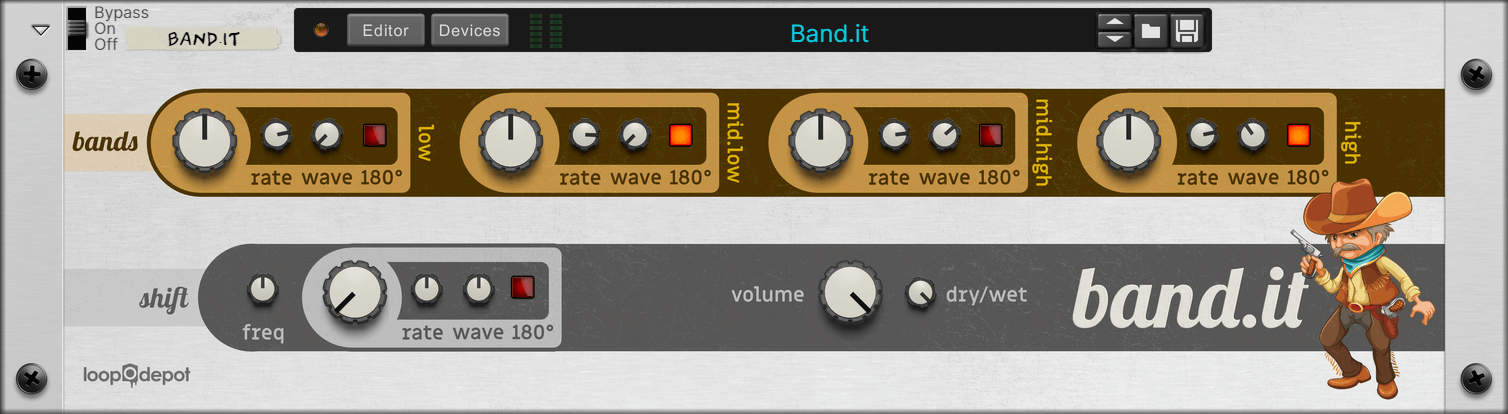 Bypass
On
Off
BAND.IT
Editor
Devices
Band.it
bands
rate wave 180°
low
rate wave 180°
mid.low
rate wave 180°
mid.high
rate wave 180°
high
shift
freq
rate wave 180°
volume
dry/wet
band.it
loop depot